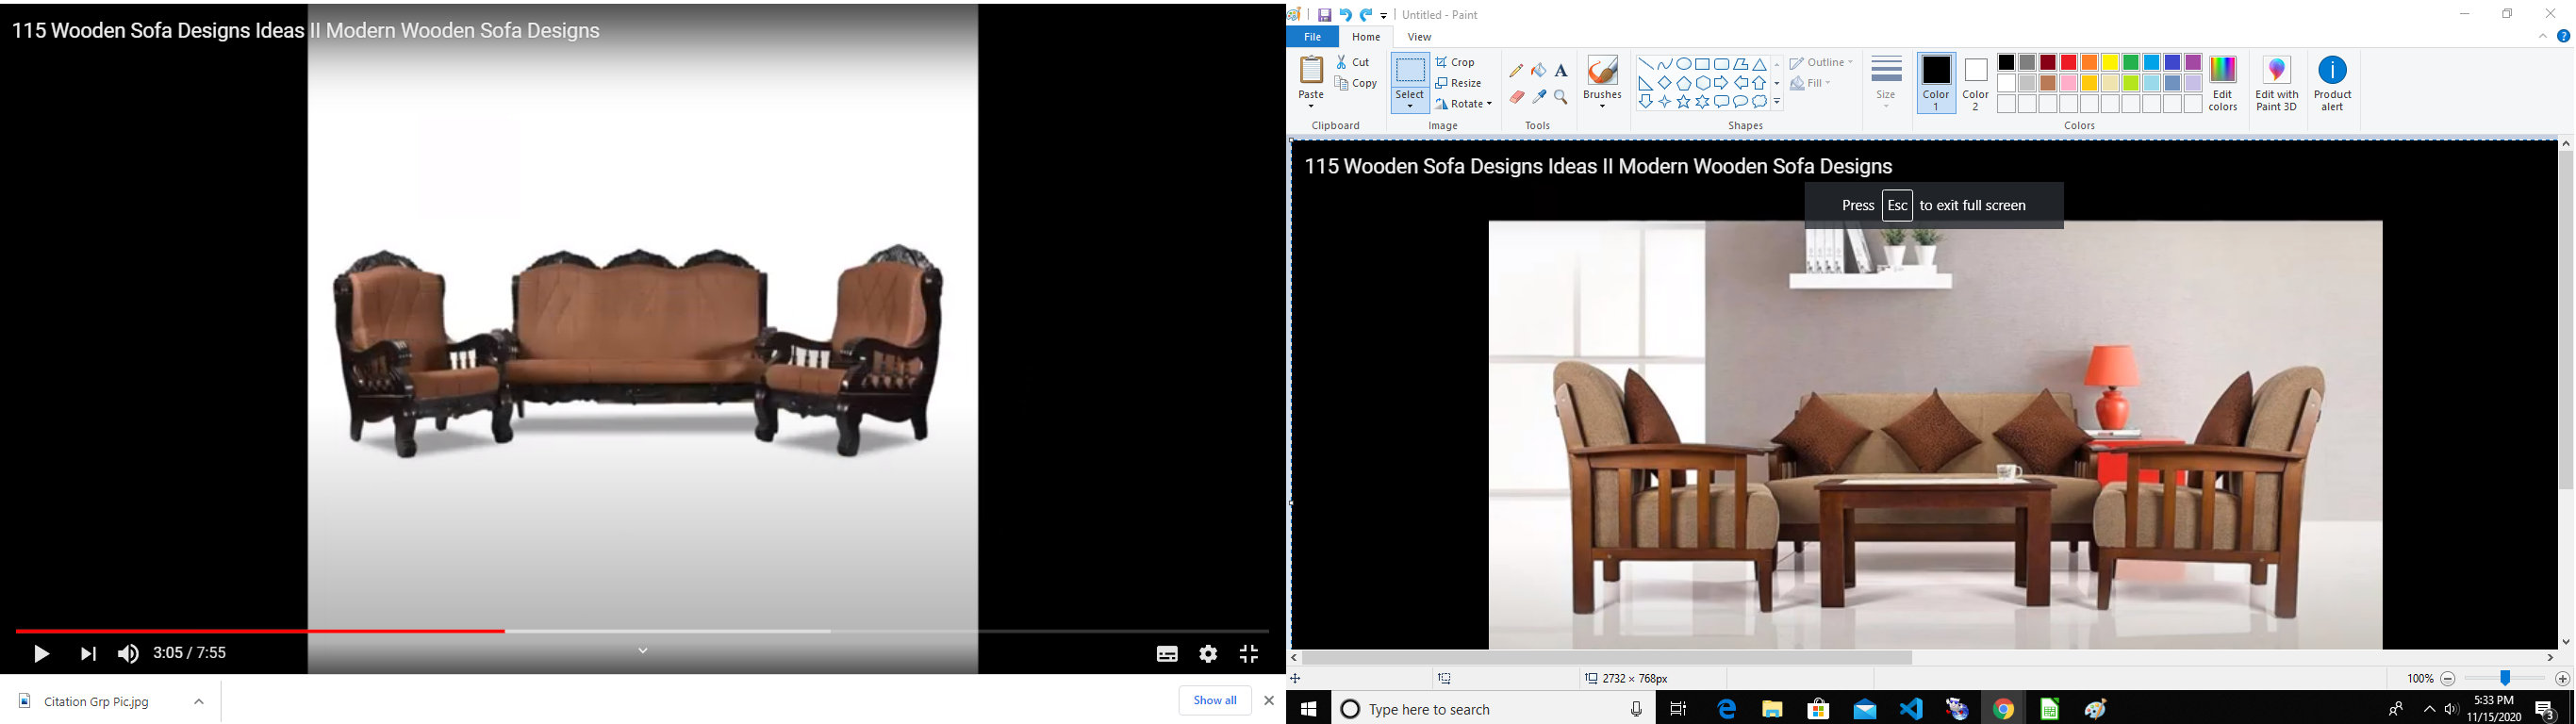 115 Wooden Sofa Designs Ideas II Modern Wooden Sofa Designs
3:05 / 7:55
Citation Grp Pic.jpg
Show all
Untitled - Paint
File
Home
View
Paste
Cut
Copy
Clipboard
Select
Crop
Resize
Rotate
Image
A
Tools
Brushes
Shapes
Outline
Fill
Size
Color 1
Color 2
Edit colors
Colors
Edit with Paint 3D
Product alert
115 Wooden Sofa Designs Ideas II Modern Wooden Sofa Designs
Press Esc to exit full screen
2732 × 768px
100%
Type here to search
5:33 PM
11/15/2020
3